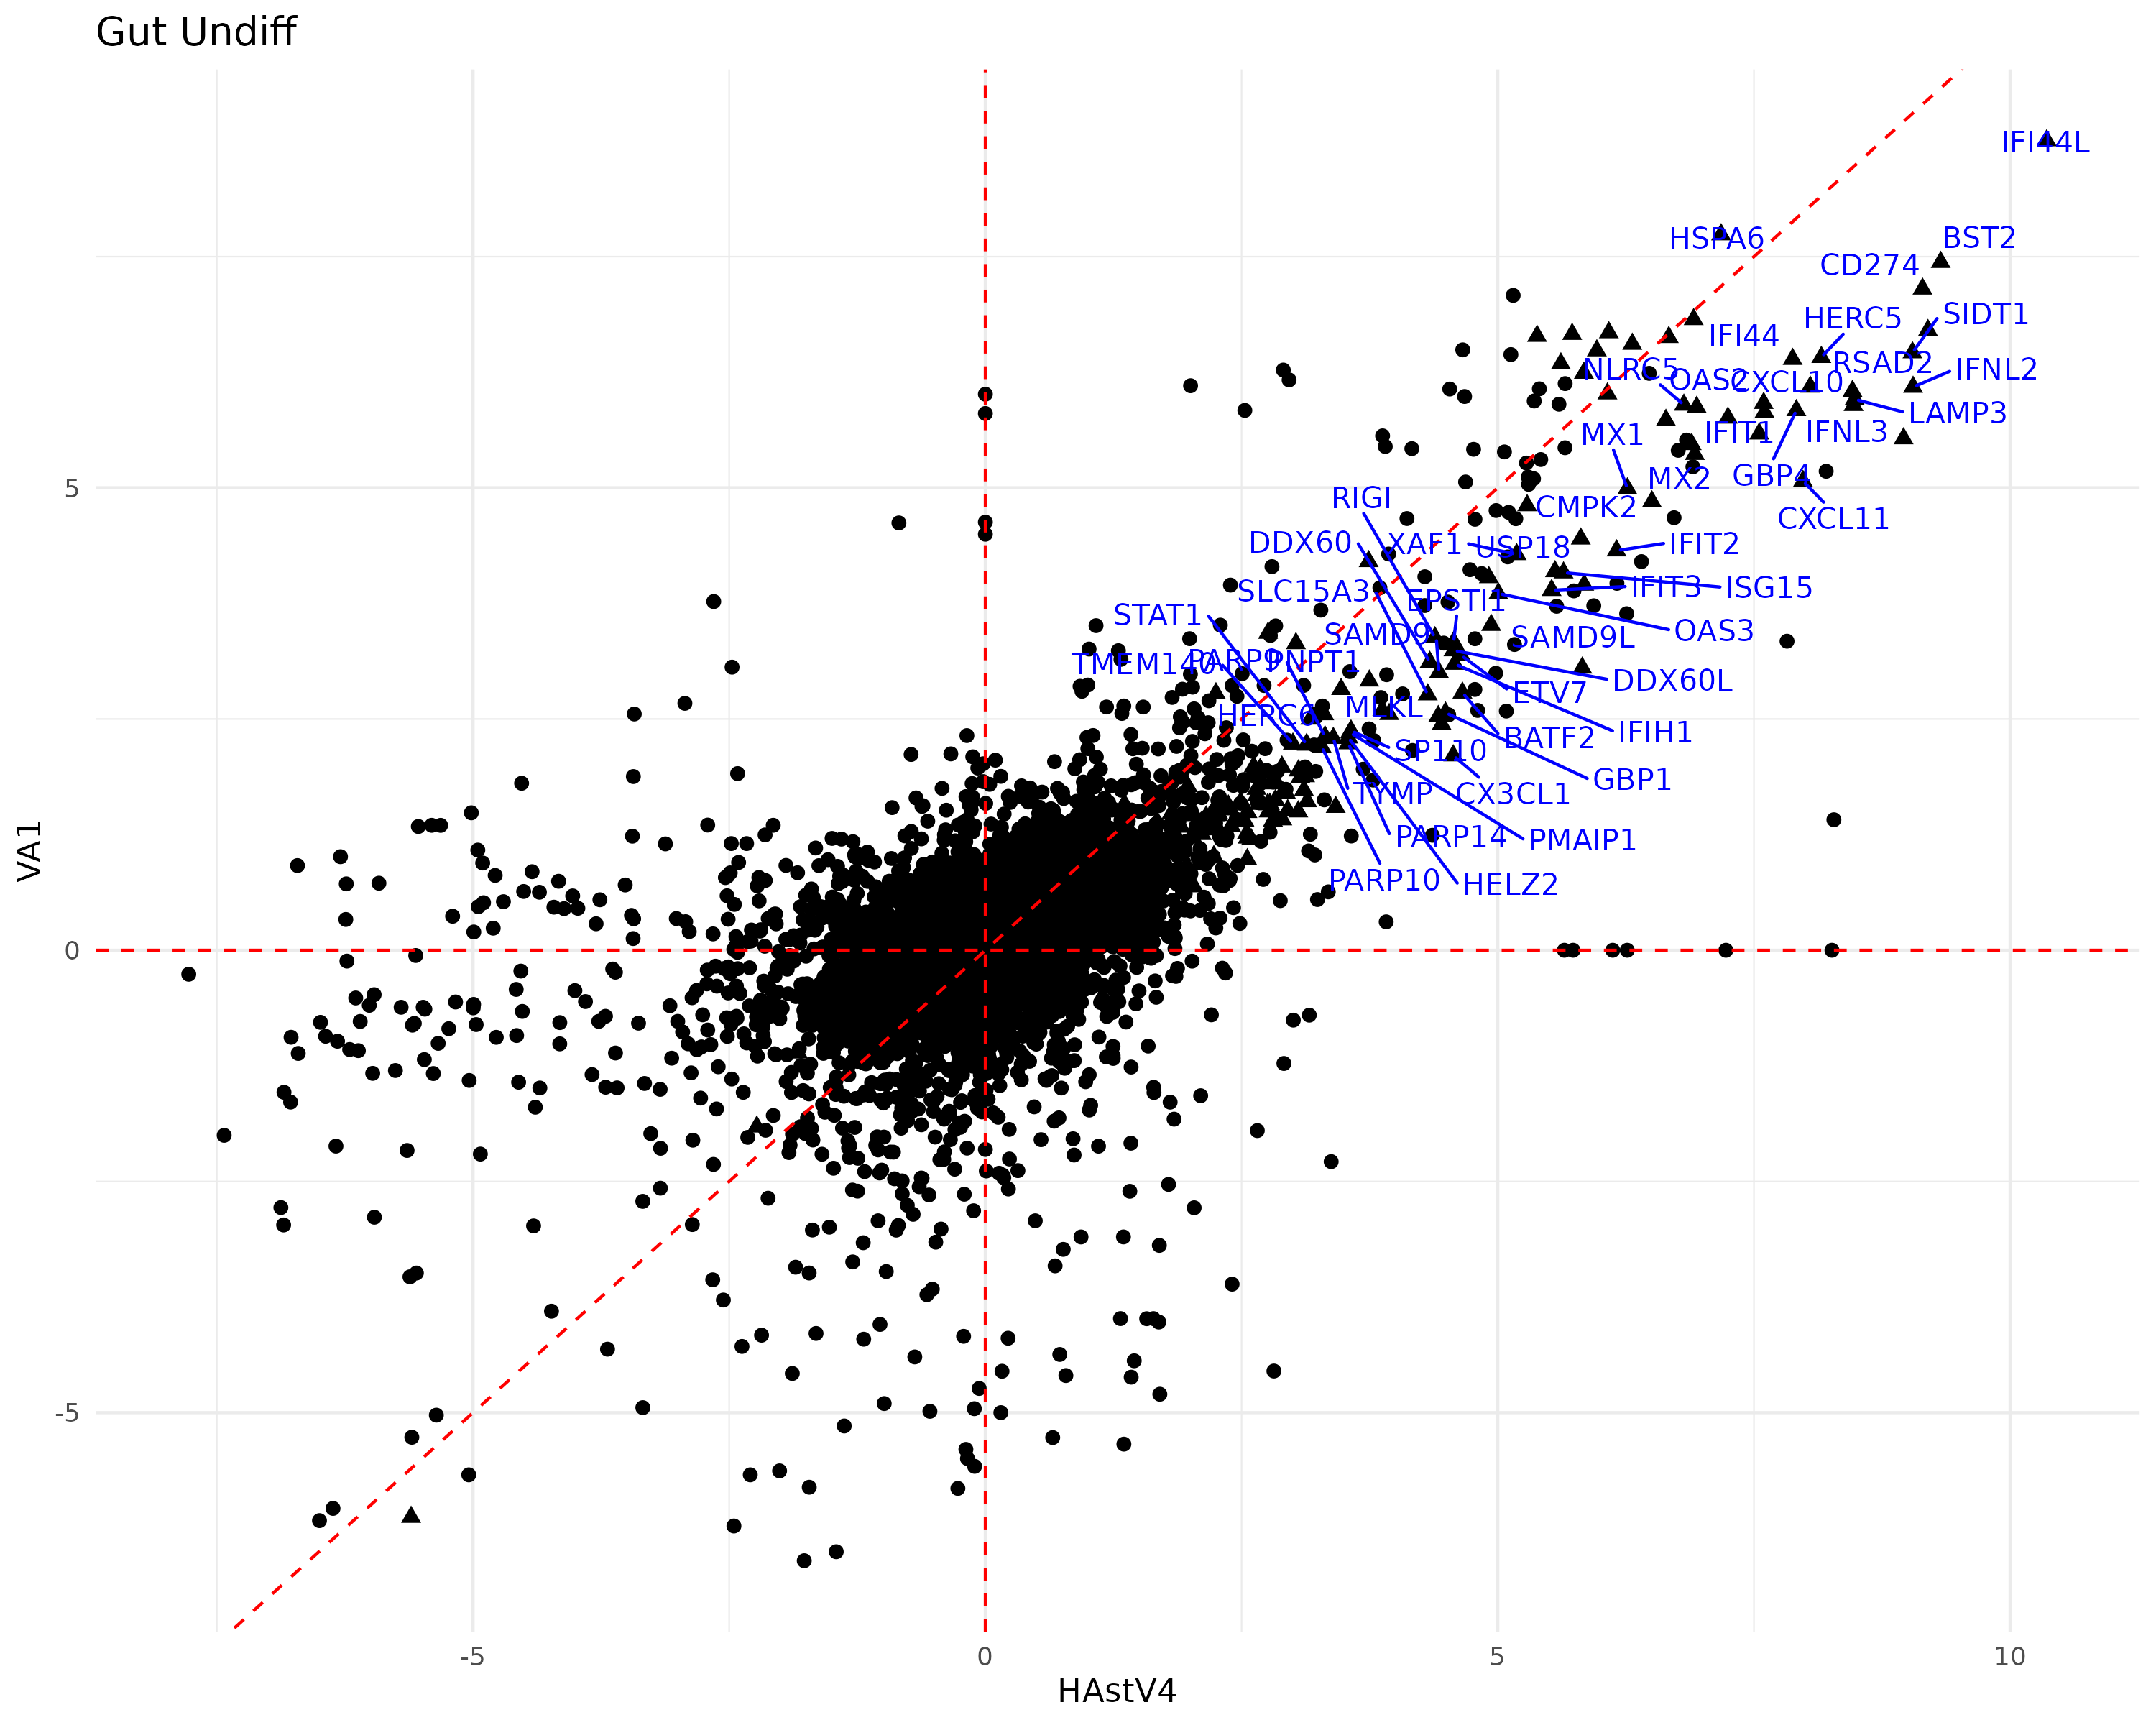 Gut Undiff
IFI44L
HSPA6
BST2
CD274
HERC5
SIDT1
IFI44
NLRC5
OAS2
CXCL10
RSAD2
IFNL2
LAMP3
MX1
IFIT1
IFNL3
MX2
GBP4
5
RIGI
CMPK2
CXCL11
DDX60
XAF1
USP18
IFIT2
SLC15A3
EPSTI1
IFIT3
ISG15
STAT1
SAMD9
SAMD9L
OAS3
TMEM140
PARP9
PNPT1
ETV7
DDX60L
HERC6
MLKL
SP110
BATF2
IFIH1
TYMP
CX3CL1
GBP1
PARP14
PMAIP1
VA1
PARP10
HELZ2
0
-5
-5
0
5
10
HAstV4